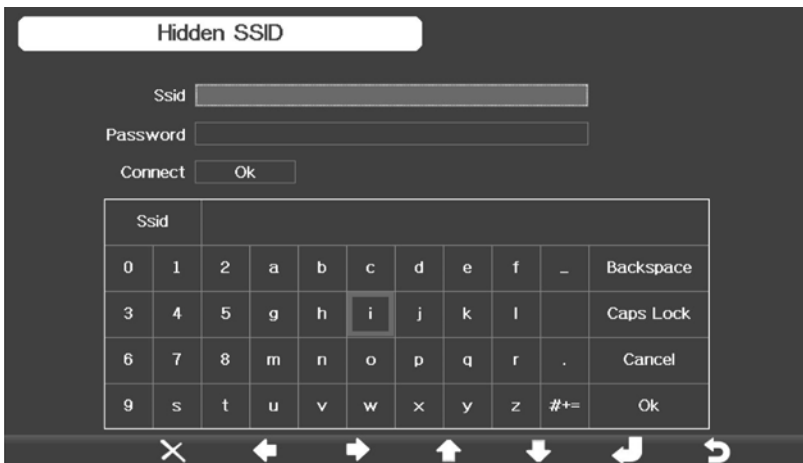 Hidden SSID
Ssid
Password
Connect Ok
Ssid
0 1 2 a b c d e f _ Backspace
3 4 5 g h i j k l Caps Lock
6 7 8 m n o p q r . Cancel
9 s t u v w x y z #+= Ok